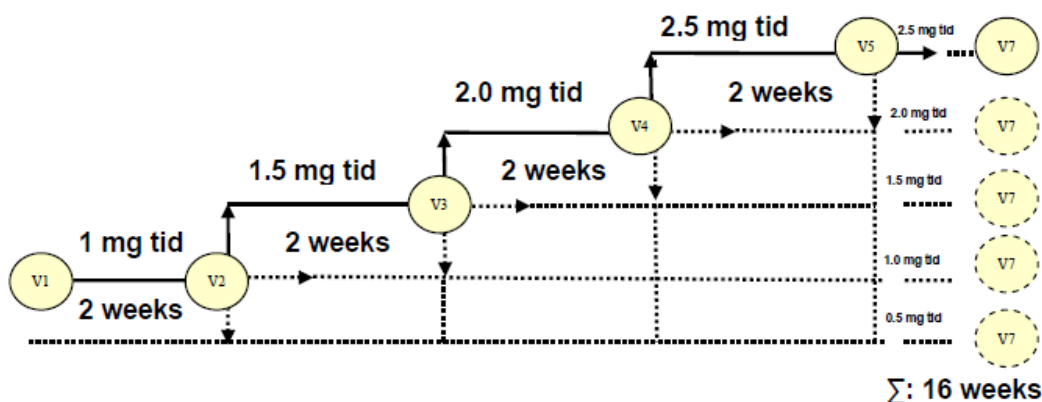 2.5 mg tid
2.5 mg tid
V5
V7
2.0 mg tid
2 weeks
2.0 mg tid
V4
V7
1.5 mg tid
2 weeks
1.5 mg tid
V3
V7
1 mg tid
2 weeks
1.0 mg tid
V1
V2
V7
2 weeks
0.5 mg tid
V7
∑: 16 weeks